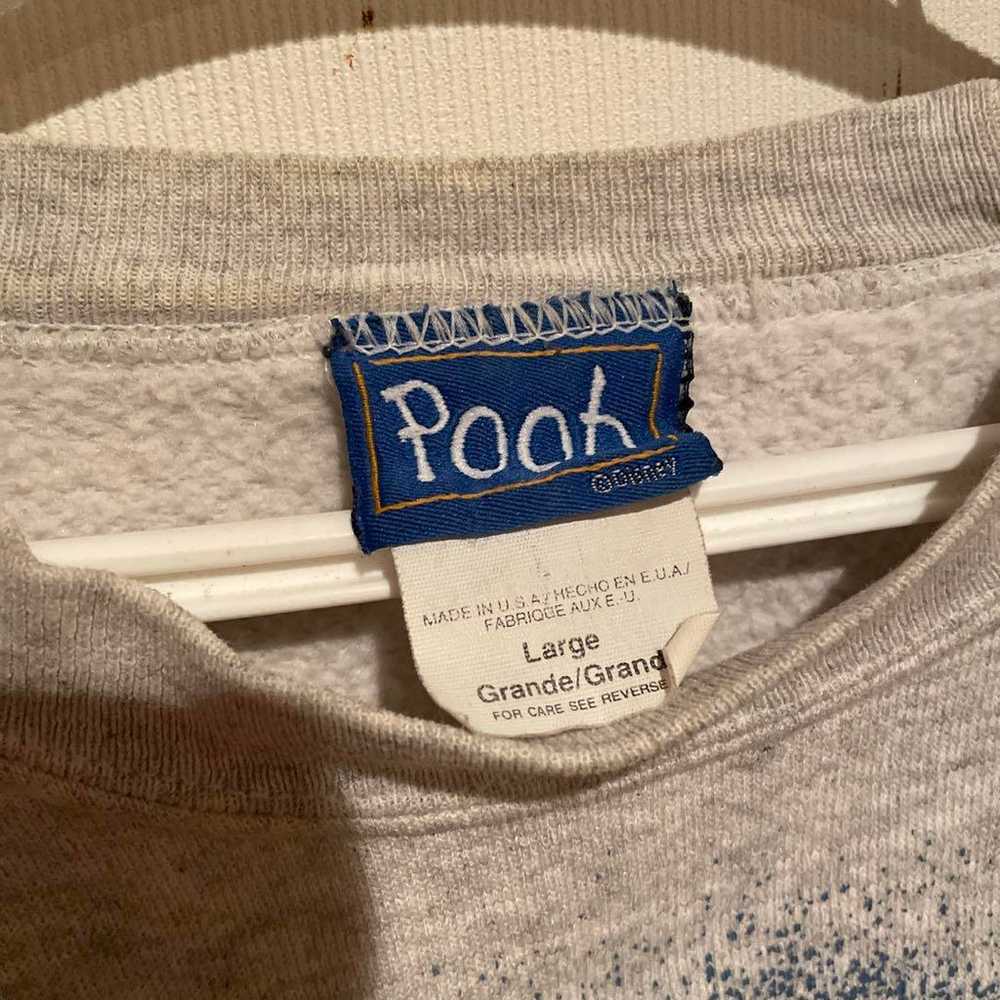 Pooh
©Disney
MADE IN U.S.A./ HECHO EN E.U.A./
FABRIQUE AUX E.-U.
Large
Grande/Grand
FOR CARE SEE REVERSE